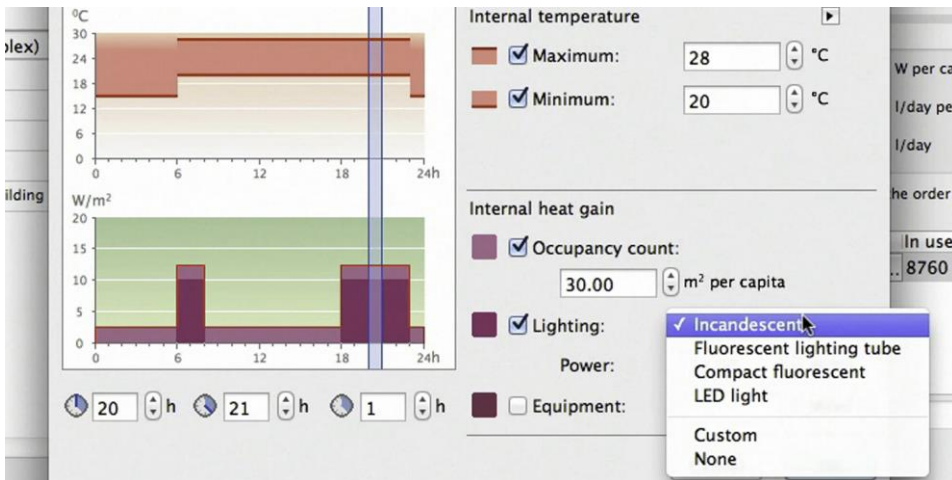 °C
30
24
18
12
6
0
0 6 12 18 24h
W/m²
20
15
10
5
0
0 6 12 18 24h
20 h 21 h 1 h
Internal temperature
Maximum: 28 °C
Minimum: 20 °C
Internal heat gain
Occupancy count:
30.00 m² per capita
Lighting:
Power:
Equipment:
✓ Incandescent
Fluorescent lighting tube
Compact fluorescent
LED light
Custom
None
plex)
ilding
W per ca
l/day pe
l/day
he order
In use
.. 8760